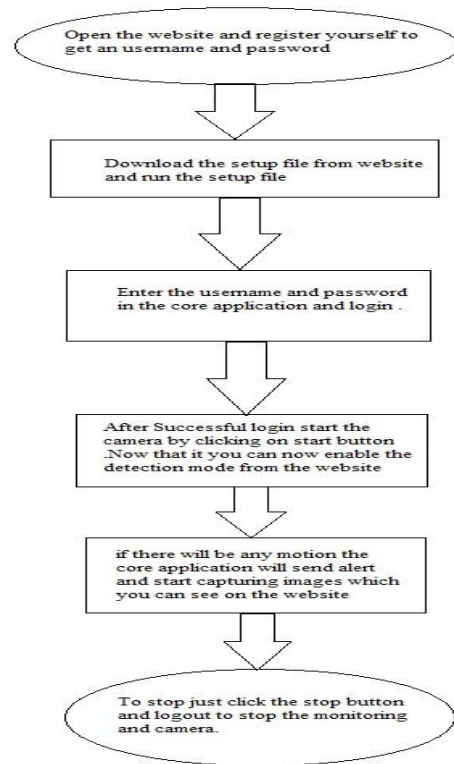 Open the website and register yourself to
get an username and password
Download the setup file from website
and run the setup file
Enter the username and password
in the core application and login .
After Successful login start the
camera by clicking on start button
.Now that it you can now enable the
detection mode from the website
if there will be any motion the
core application will send alert
and start capturing images which
you can see on the website
To stop just click the stop button
and logout to stop the monitoring
and camera.